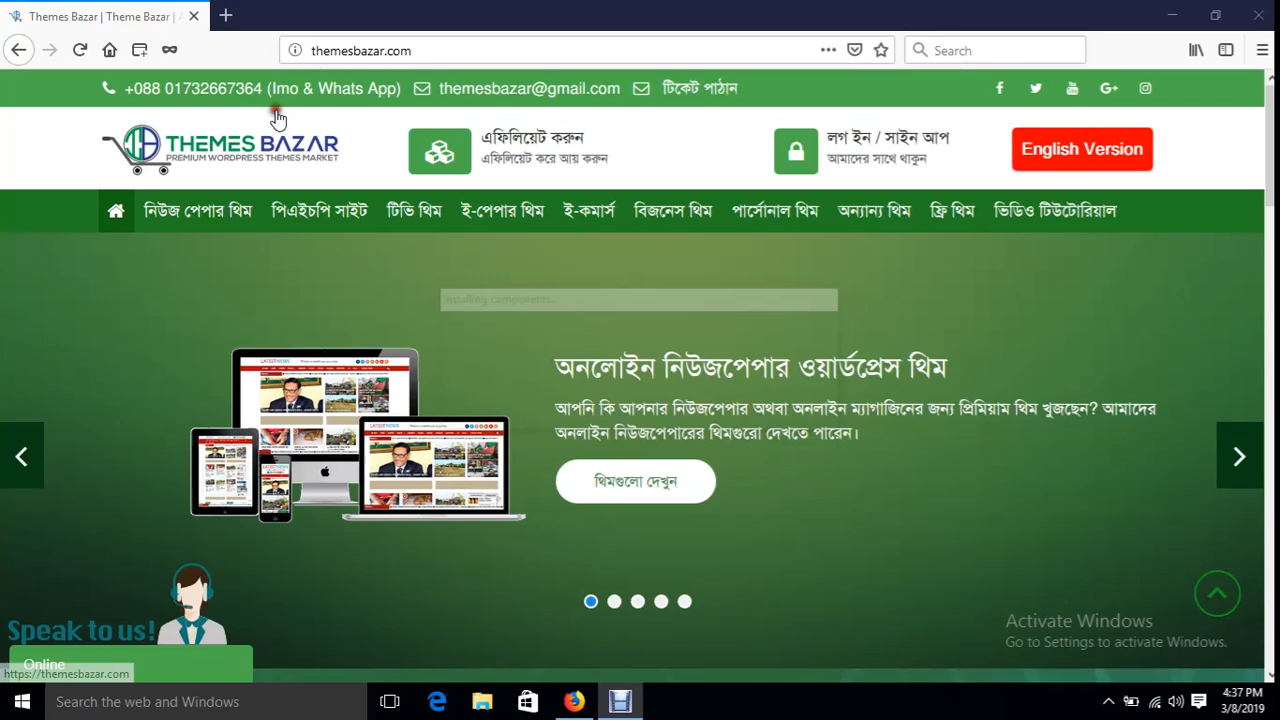 Themes Bazar | Theme Bazar |
themesbazar.com
Search
+088 01732667364 (Imo & Whats App)
themesbazar@gmail.com
টিকেট পাঠান
THEMES BAZAR
PREMIUM WORDPRESS THEMES MARKET
এফিলিয়েট করুন
এফিলিয়েট করে আয় করুন
লগ ইন / সাইন আপ
আমাদের সাথে থাকুন
English Version
নিউজ পেপার থিম
পিএইচপি সাইট
টিভি থিম
ই-পেপার থিম
ই-কমার্স
বিজনেস থিম
পার্সোনাল থিম
অন্যান্য থিম
ফ্রি থিম
ভিডিও টিউটোরিয়াল
Installing components...
অনলোইন নিউজপেপার ওয়ার্ডপ্রেস থিম
আপনি কি আপনার নিউজপেপার অথবা অনলাইন ম্যাগাজিনের জন্য প্রিমিয়াম থিম খুজছেন? আমাদের
অনলাইন নিউজপেপারের থিমগুরো দেখতে পারেন।
থিমগুলো দেখুন
Speak to us!
Online
https://themesbazar.com
Activate Windows
Go to Settings to activate Windows.
Search the web and Windows
4:37 PM
3/8/2019